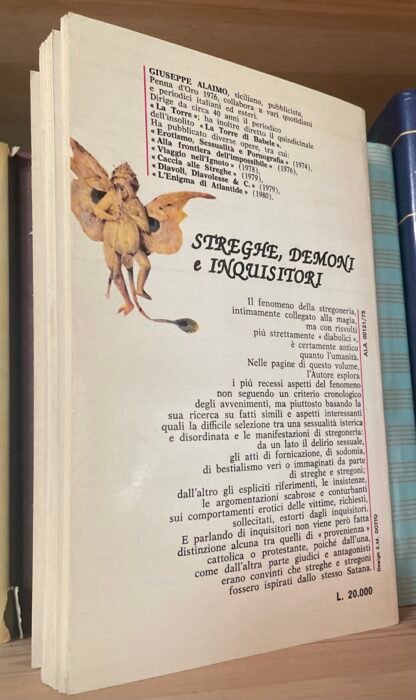 GIUSEPPE ALAIMO, siciliano, pubblicista,
Penna d'Oro 1976, collabora a vari quotidiani
e periodici italiani ed esteri.
Dirige da circa 40 anni il periodico
« La Torre »; ha inoltre diretto il quindicinale
dell'insolito « La Torre di Babele ».
Ha pubblicato diverse opere, tra cui:
« Erotismo, Sessualità e Pornografia » (1974),
« Alla frontiera dell'impossibile » (1976),
« Viaggio nell'Ignoto » (1978),
« Caccia alle Streghe » (1979),
« Diavoli, Diavolesse & C. » (1979),
« L'Enigma di Atlantide » (1980).
STREGHE, DEMONI
e INQUISITORI
Il fenomeno della stregoneria,
intimamente collegato alla magia,
ma con risvolti
piú strettamente « diabolici »,
è certamente antico
quanto l'umanità.
Nelle pagine di questo volume,
l'Autore esplora
i piú recessi aspetti del fenomeno
non seguendo un criterio cronologico
degli avvenimenti, ma piuttosto basando la
sua ricerca su fatti simili e aspetti interessanti
quali la difficile selezione tra una sessualità isterica
e disordinata e le manifestazioni di stregoneria:
da un lato il delirio sessuale,
gli atti di fornicazione, di sodomia,
di bestialismo veri o immaginati da parte
di streghe e stregoni;
dall'altro gli espliciti riferimenti, le insistenze,
le argomentazioni scabrose e conturbanti
sui comportamenti erotici delle vittime, richiesti,
sollecitati, estorti dagli inquisitori.
E parlando di inquisitori non viene però fatta
distinzione alcuna tra quelli di « provenienza »
cattolica o protestante, poiché dall'una,
come dall'altra parte giudici e antagonisti
erano convinti che streghe e stregoni
fossero ispirati dallo stesso Satana.
L. 20.000
ALA 00121/75
Design: E.M. DOTTO